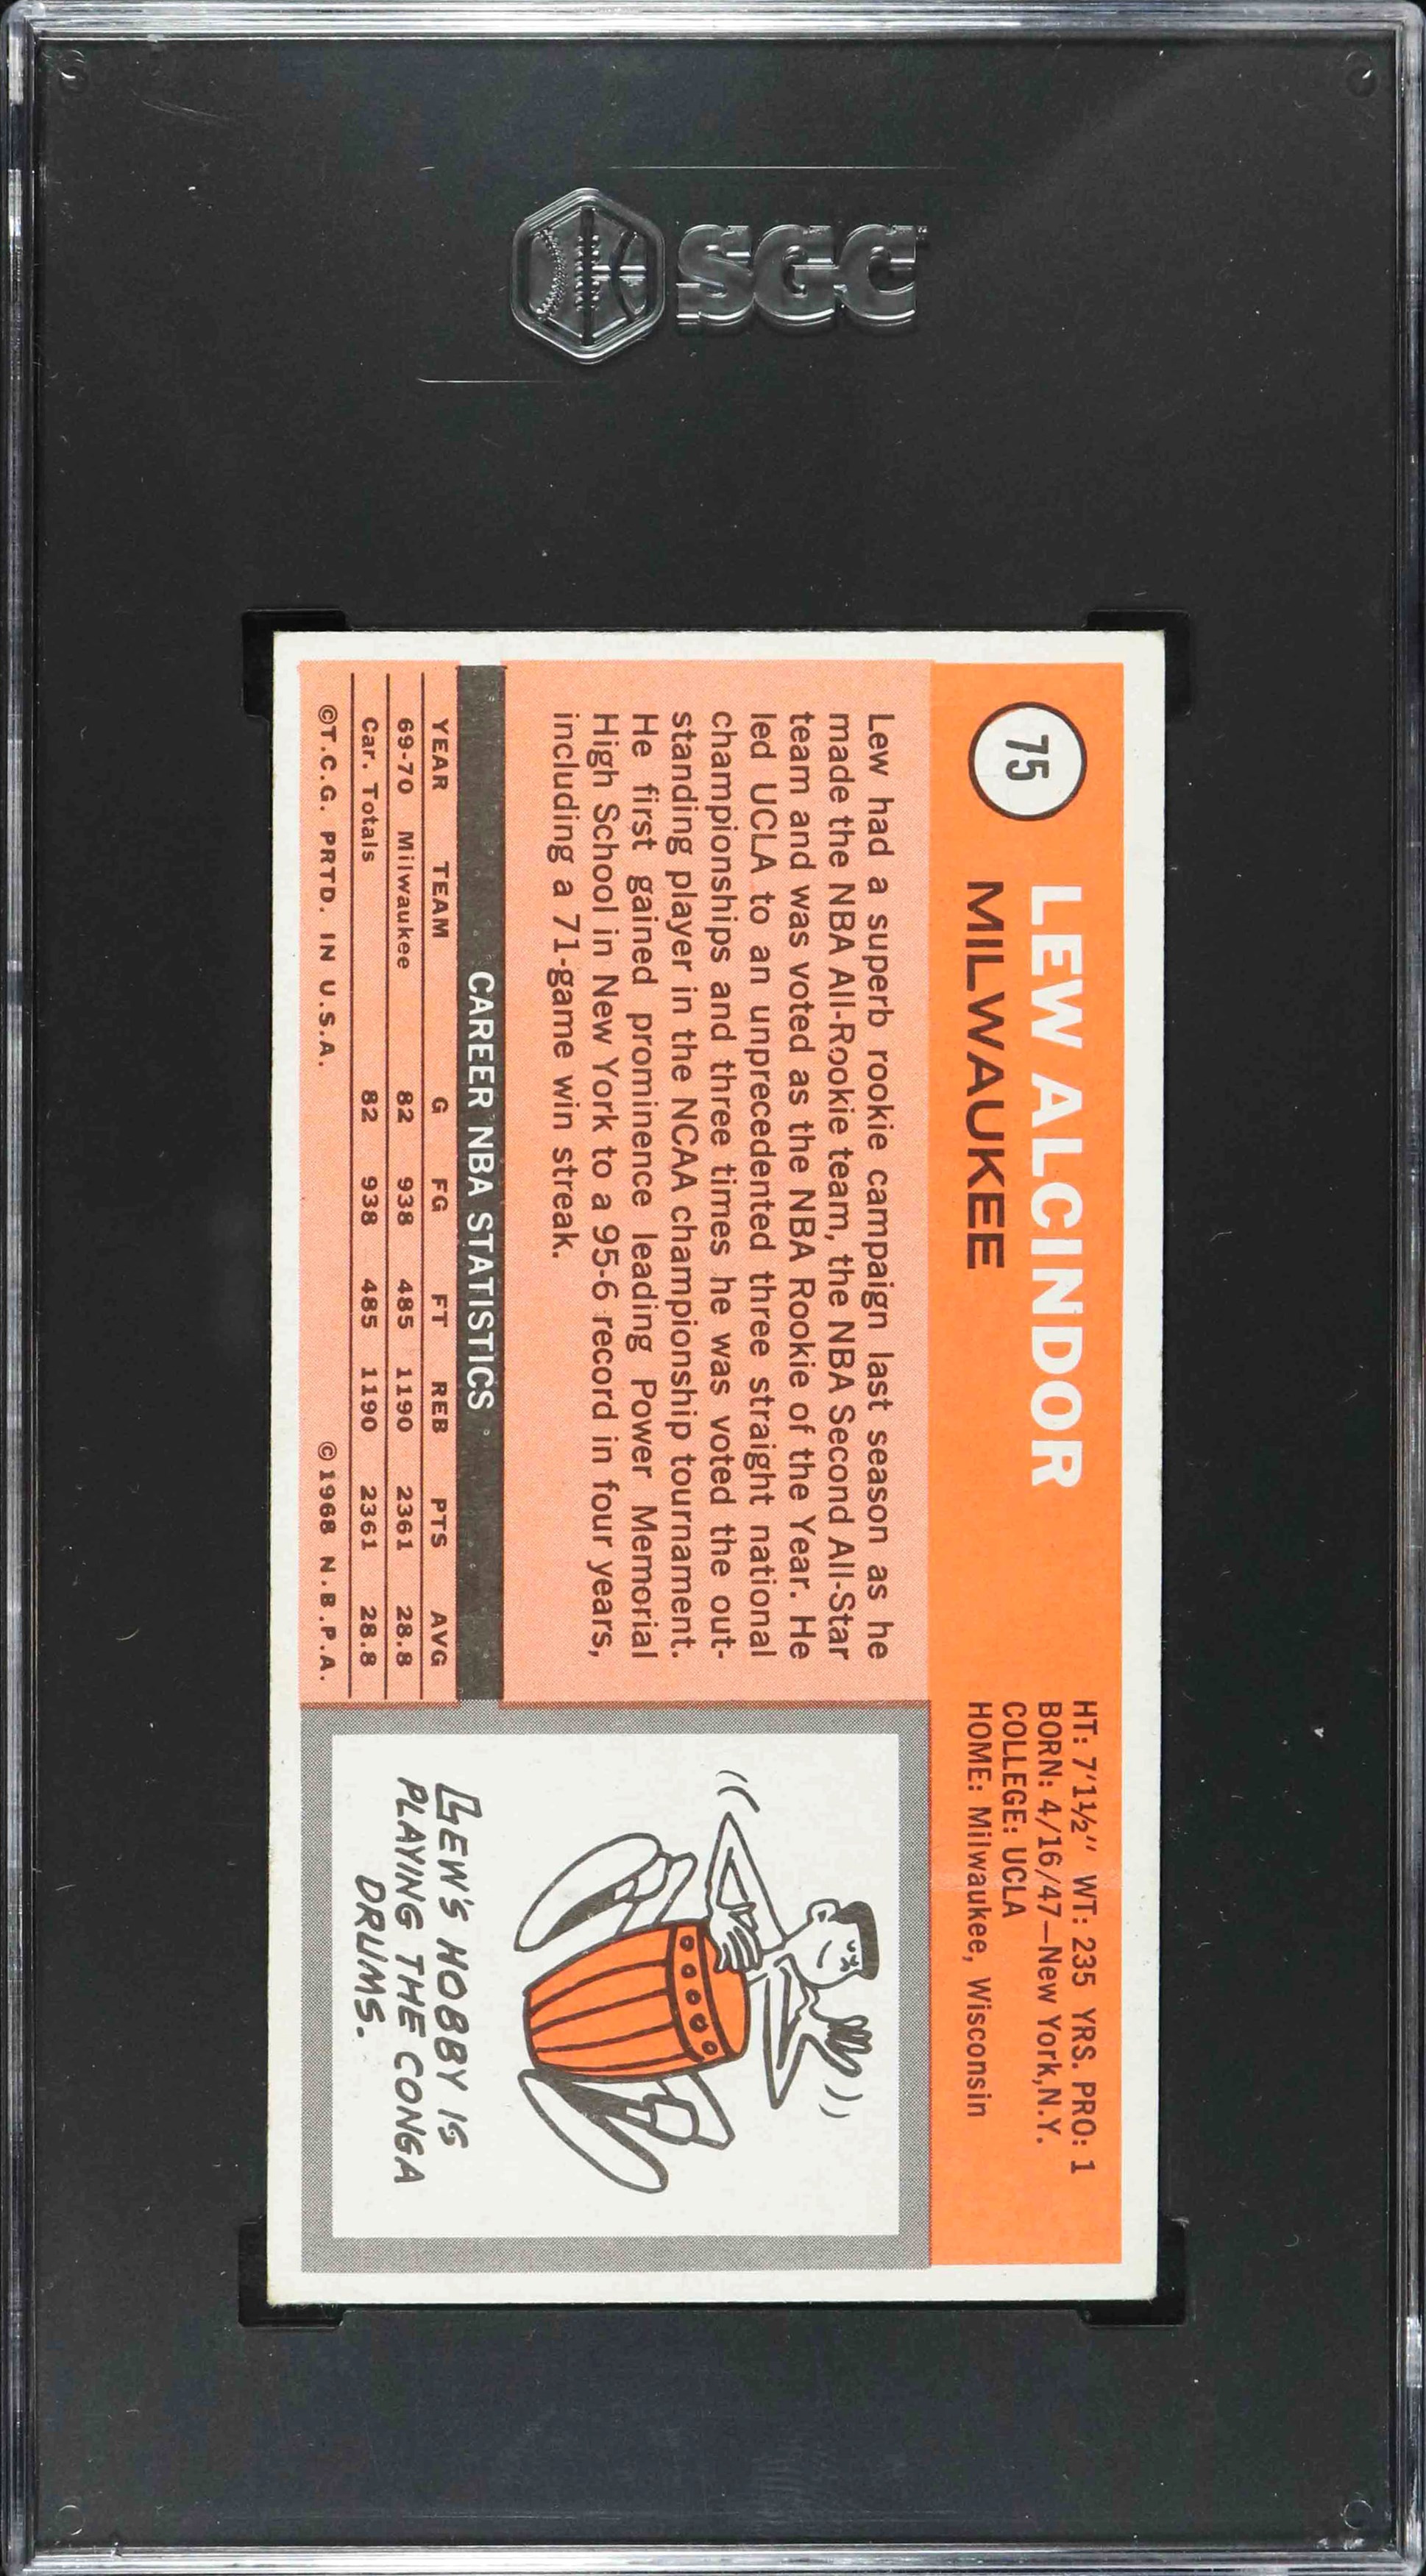 SGC
75
LEW ALCINDOR
MILWAUKEE
HT: 7'1½" WT: 235 YRS. PRO: 1
BORN: 4/16/47—New York, N.Y.
COLLEGE: UCLA
HOME: Milwaukee, Wisconsin
Lew had a superb rookie campaign last season as he
made the NBA All-Rookie team, the NBA Second All-Star
team and was voted as the NBA Rookie of the Year. He
led UCLA to an unprecedented three straight national
championships and three times he was voted the out-
standing player in the NCAA championship tournament.
He first gained prominence leading Power Memorial
High School in New York to a 95-6 record in four years,
including a 71-game win streak.
CAREER NBA STATISTICS
YEAR TEAM G FG FT REB PTS AVG
69-70 Milwaukee 82 938 485 1190 2361 28.8
Car. Totals 82 938 485 1190 2361 28.8
©T.C.G. PRTD. IN U.S.A. ©1968 N.B.P.A.
LEW'S HOBBY IS
PLAYING THE CONGA
DRUMS.